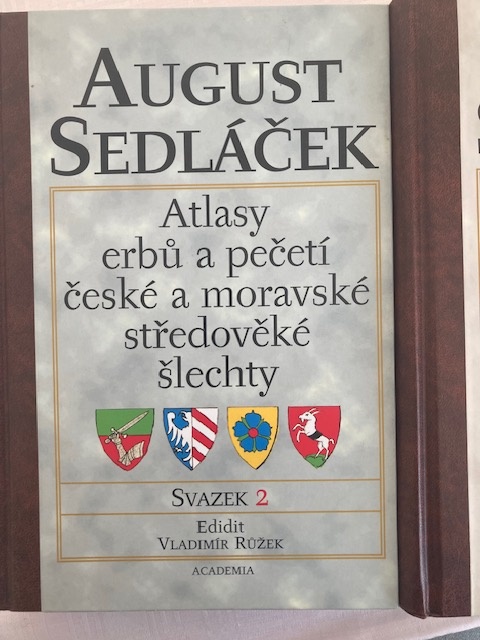 AUGUST
SEDLÁČEK
Atlasy
erbů a pečetí
české a moravské
středověké
šlechty
SVAZEK 2
Edidit
VLADIMÍR RŮŽEK
ACADEMIA